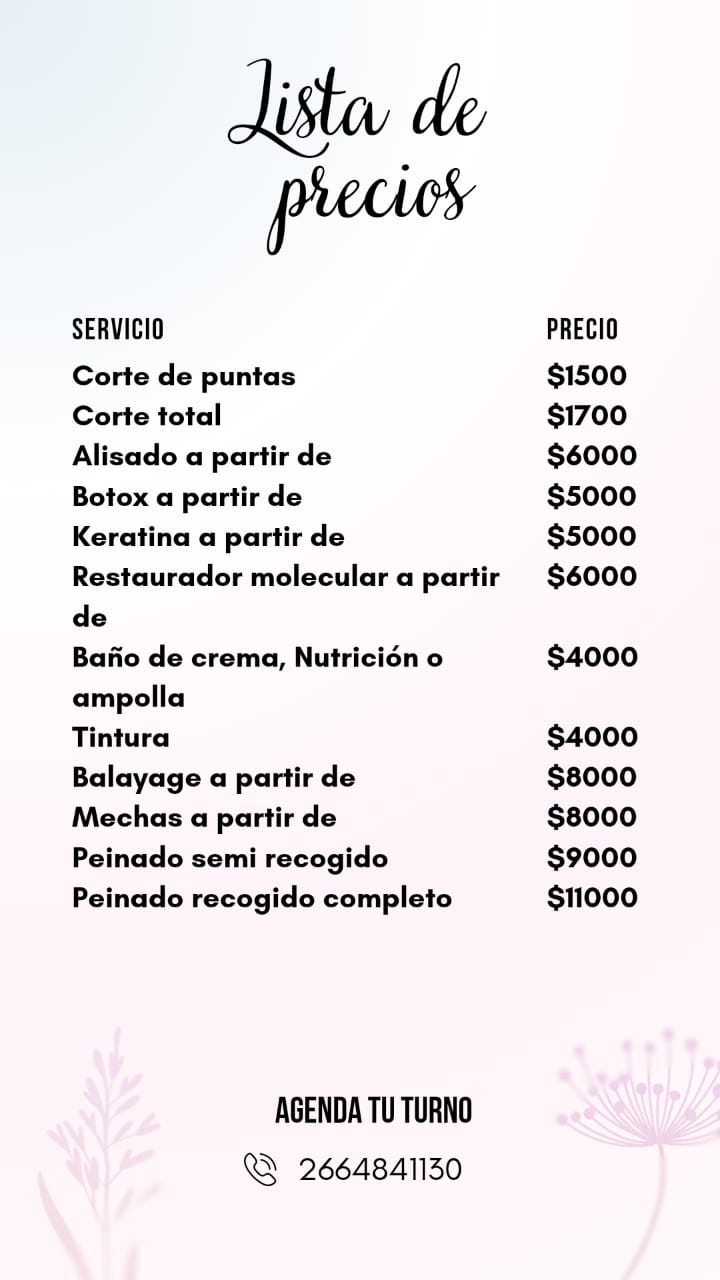 Lista de
precios
SERVICIO PRECIO
Corte de puntas $1500
Corte total $1700
Alisado a partir de $6000
Botox a partir de $5000
Keratina a partir de $5000
Restaurador molecular a partir $6000
de
Baño de crema, Nutrición o $4000
ampolla
Tintura $4000
Balayage a partir de $8000
Mechas a partir de $8000
Peinado semi recogido $9000
Peinado recogido completo $11000
AGENDA TU TURNO
2664841130